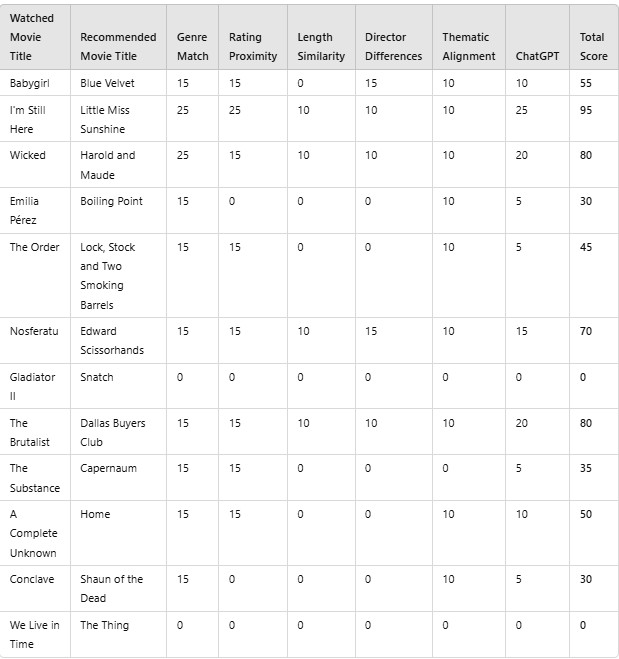 Watched Movie Title | Recommended Movie Title | Genre Match | Rating Proximity | Length Similarity | Director Differences | Thematic Alignment | ChatGPT | Total Score
Babygirl | Blue Velvet | 15 | 15 | 0 | 15 | 10 | 10 | 55
I'm Still Here | Little Miss Sunshine | 25 | 25 | 10 | 10 | 10 | 25 | 95
Wicked | Harold and Maude | 25 | 15 | 10 | 10 | 10 | 20 | 80
Emilia Pérez | Boiling Point | 15 | 0 | 0 | 0 | 10 | 5 | 30
The Order | Lock, Stock and Two Smoking Barrels | 15 | 15 | 0 | 0 | 10 | 5 | 45
Nosferatu | Edward Scissorhands | 15 | 15 | 10 | 15 | 10 | 15 | 70
Gladiator II | Snatch | 0 | 0 | 0 | 0 | 0 | 0 | 0
The Brutalist | Dallas Buyers Club | 15 | 15 | 10 | 10 | 10 | 20 | 80
The Substance | Capernaum | 15 | 15 | 0 | 0 | 0 | 5 | 35
A Complete Unknown | Home | 15 | 15 | 0 | 0 | 10 | 10 | 50
Conclave | Shaun of the Dead | 15 | 0 | 0 | 0 | 10 | 5 | 30
We Live in Time | The Thing | 0 | 0 | 0 | 0 | 0 | 0 | 0